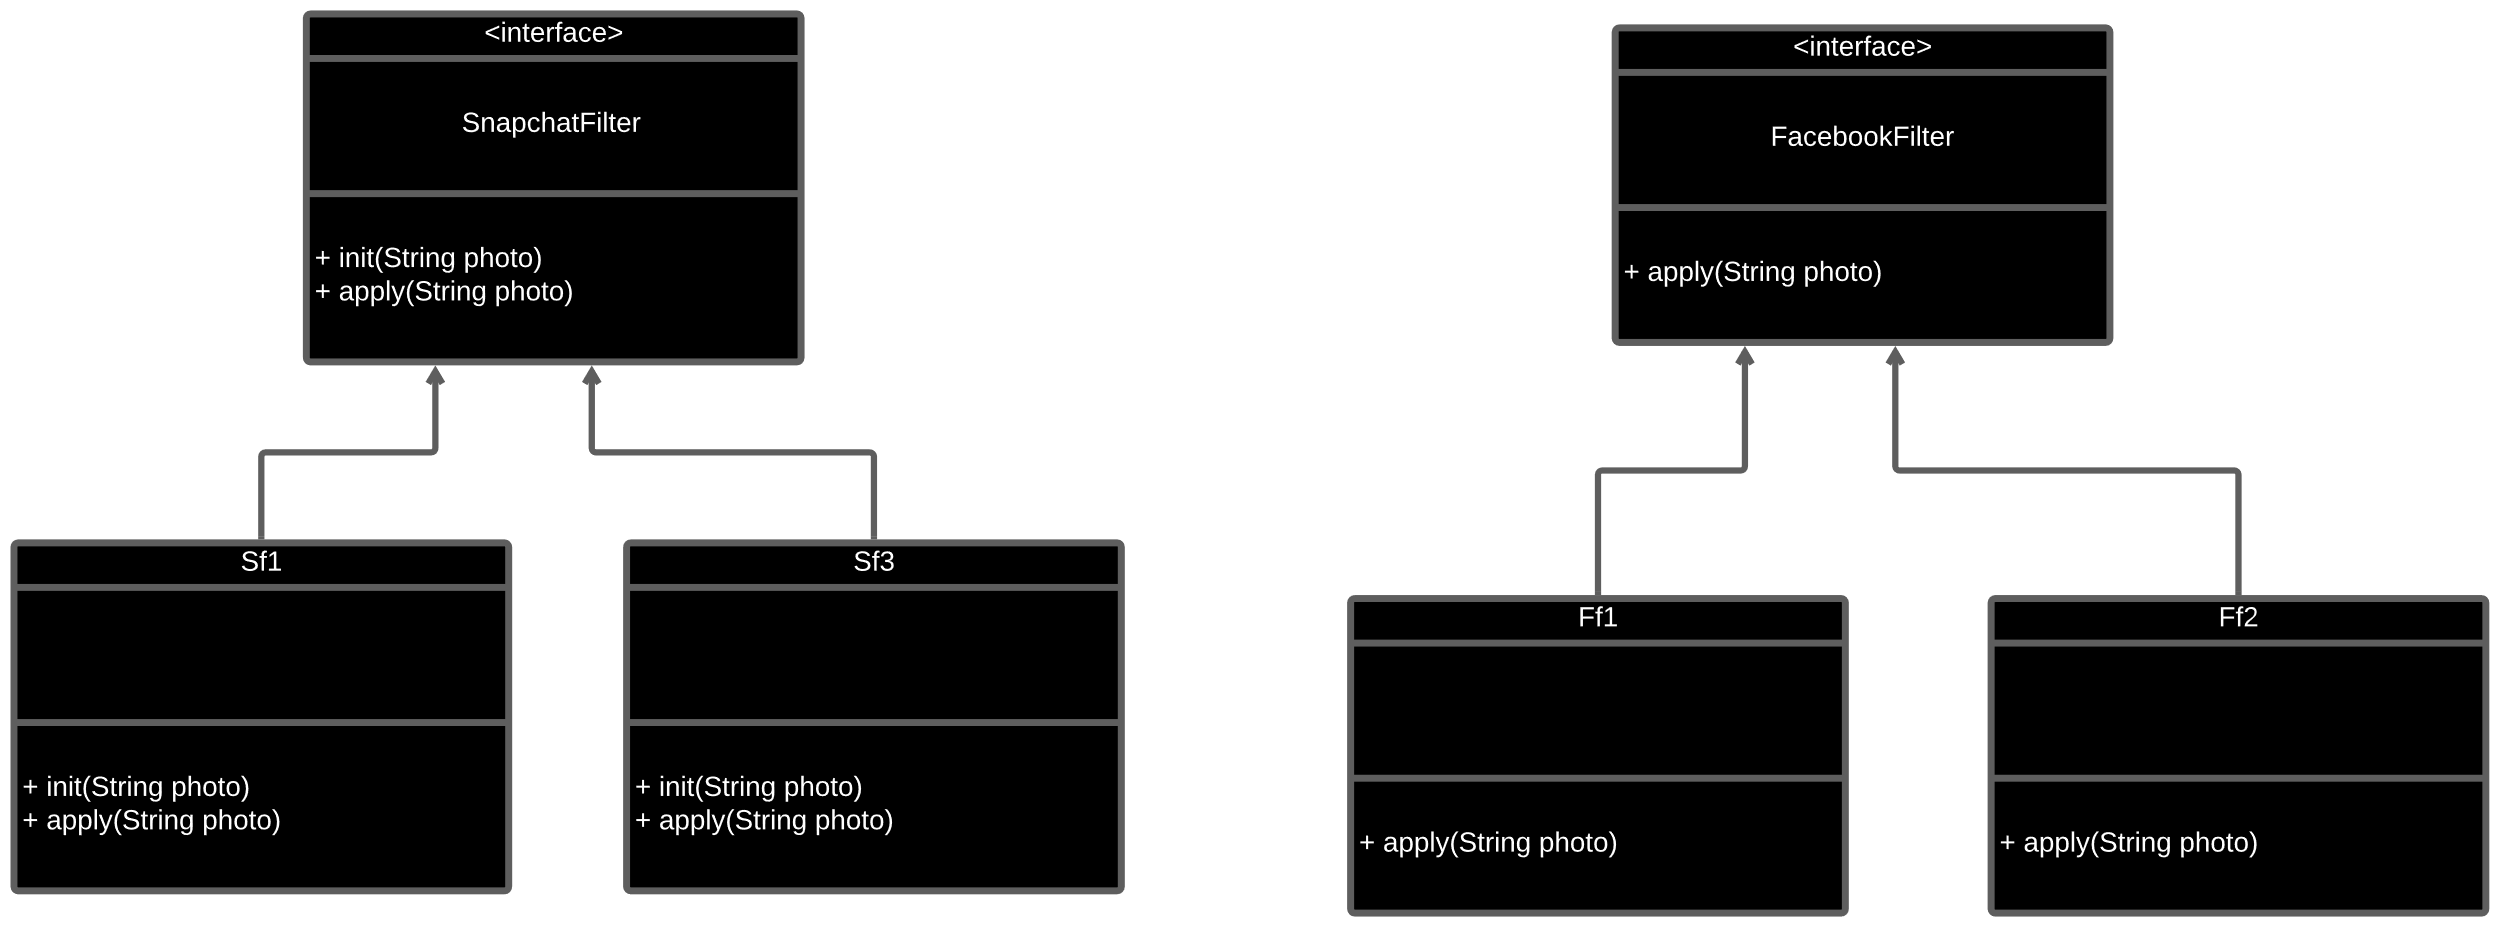 <interface>
SnapchatFilter
+ init(String photo)
+ apply(String photo)
<interface>
FacebookFilter
+ apply(String photo)
Sf1
+ init(String photo)
+ apply(String photo)
Sf3
+ init(String photo)
+ apply(String photo)
Ff1
+ apply(String photo)
Ff2
+ apply(String photo)